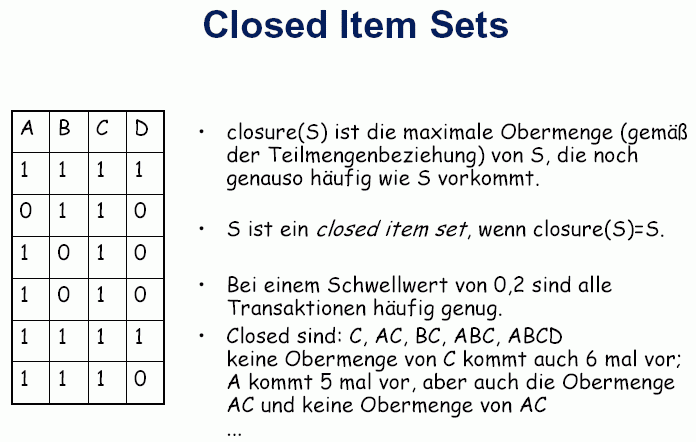 Closed Item Sets
A B C D
1 1 1 1
0 1 1 0
1 0 1 0
1 0 1 0
1 1 1 1
1 1 1 0
• closure(S) ist die maximale Obermenge (gemäß
der Teilmengenbeziehung) von S, die noch
genauso häufig wie S vorkommt.
• S ist ein closed item set, wenn closure(S)=S.
• Bei einem Schwellwert von 0,2 sind alle
Transaktionen häufig genug.
• Closed sind: C, AC, BC, ABC, ABCD
keine Obermenge von C kommt auch 6 mal vor;
A kommt 5 mal vor, aber auch die Obermenge
AC und keine Obermenge von AC
...